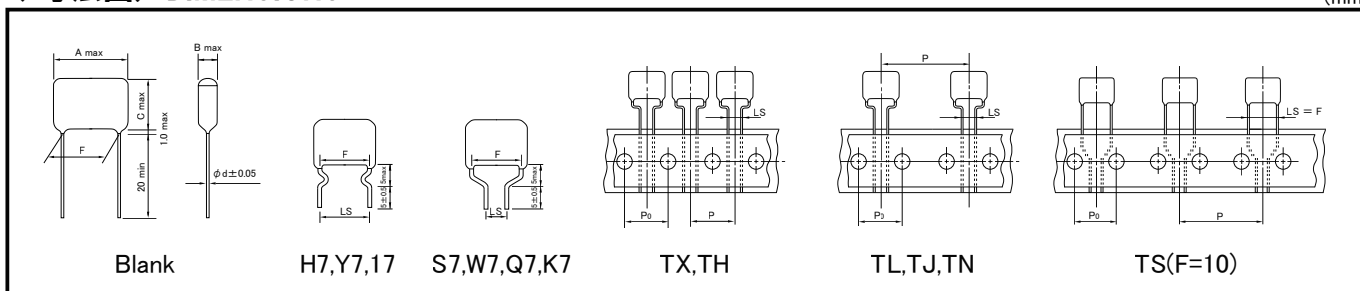 (mm
A max
B max
C max
1.0 max
F
20 min
φd±0.05
Blank
F
5max
5±0.5
LS
H7,Y7,17
F
5max
5±0.5
LS
S7,W7,Q7,K7
LS
P0
P
TX,TH
P
LS
P0
TL,TJ,TN
LS = F
P0
P
TS(F=10)